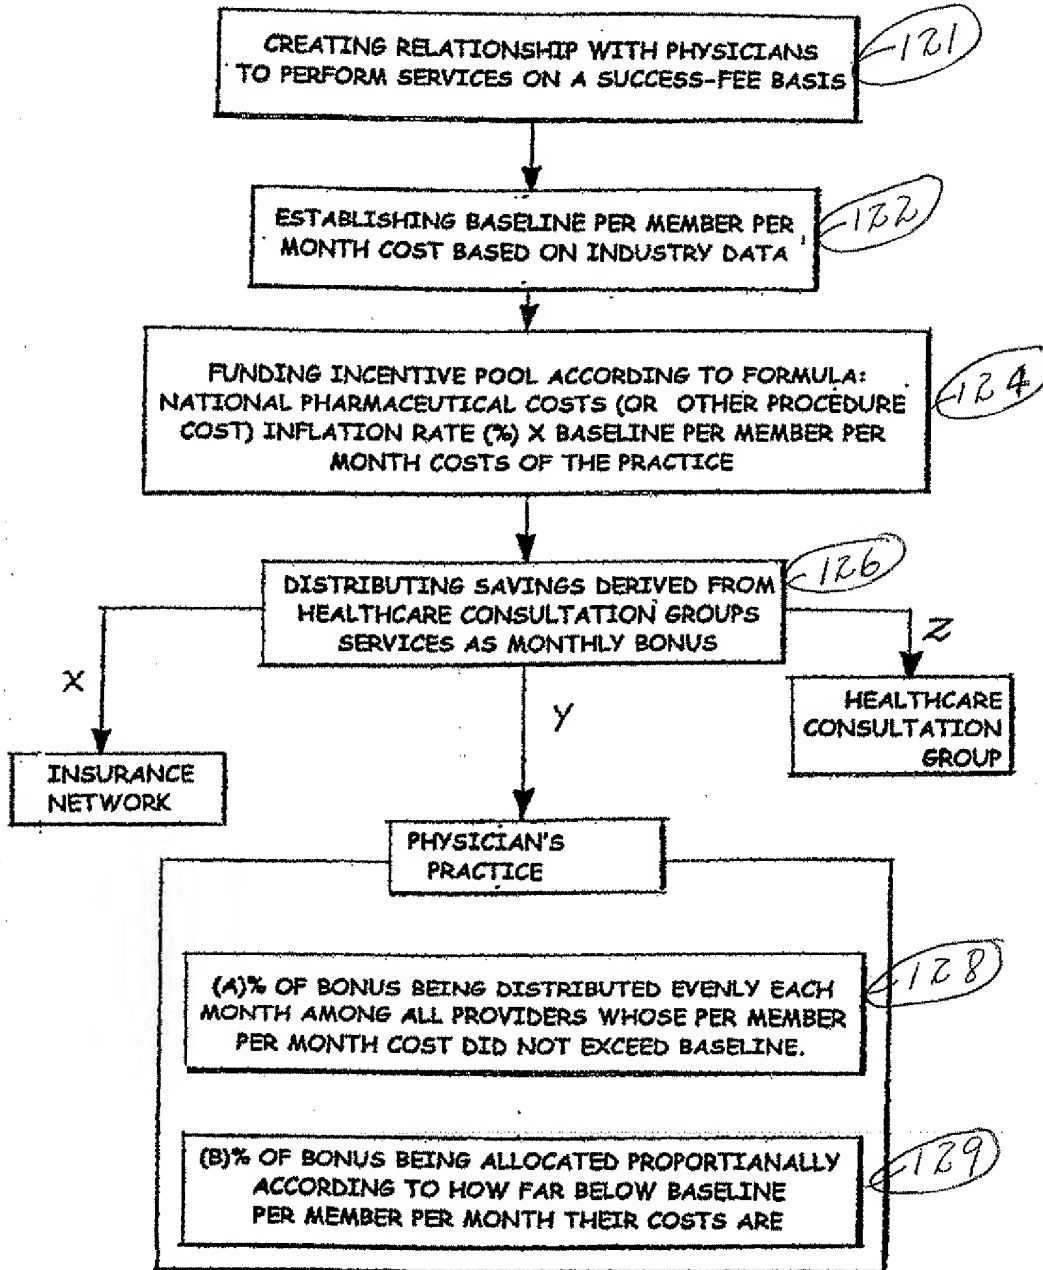 CREATING RELATIONSHIP WITH PHYSICIANS
TO PERFORM SERVICES ON A SUCCESS-FEE BASIS
121
ESTABLISHING BASELINE PER MEMBER PER
MONTH COST BASED ON INDUSTRY DATA
122
FUNDING INCENTIVE POOL ACCORDING TO FORMULA:
NATIONAL PHARMACEUTICAL COSTS (OR OTHER PROCEDURE
COST) INFLATION RATE (%) X BASELINE PER MEMBER PER
MONTH COSTS OF THE PRACTICE
124
DISTRIBUTING SAVINGS DERIVED FROM
HEALTHCARE CONSULTATION GROUPS
SERVICES AS MONTHLY BONUS
126
X
Y
Z
INSURANCE
NETWORK
HEALTHCARE
CONSULTATION
GROUP
PHYSICIAN'S
PRACTICE
(A)% OF BONUS BEING DISTRIBUTED EVENLY EACH
MONTH AMONG ALL PROVIDERS WHOSE PER MEMBER
PER MONTH COST DID NOT EXCEED BASELINE.
128
(B)% OF BONUS BEING ALLOCATED PROPORTIANALLY
ACCORDING TO HOW FAR BELOW BASELINE
PER MEMBER PER MONTH THEIR COSTS ARE
129